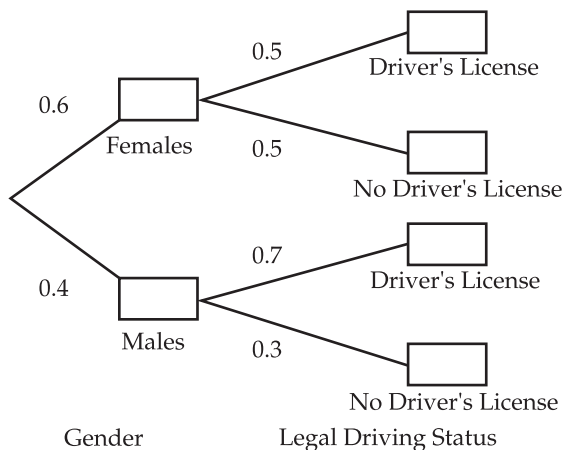 0.5
Driver's License
0.6
Females
0.5
No Driver's License
0.7
Driver's License
0.4
Males
0.3
No Driver's License
Gender
Legal Driving Status